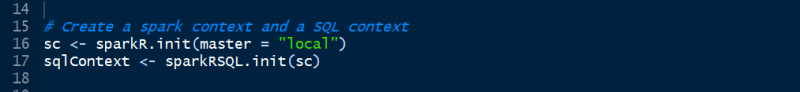 14
15 # Create a spark context and a SQL context
16 sc <- sparkR.init(master = "local")
17 sqlContext <- sparkRSQL.init(sc)
18